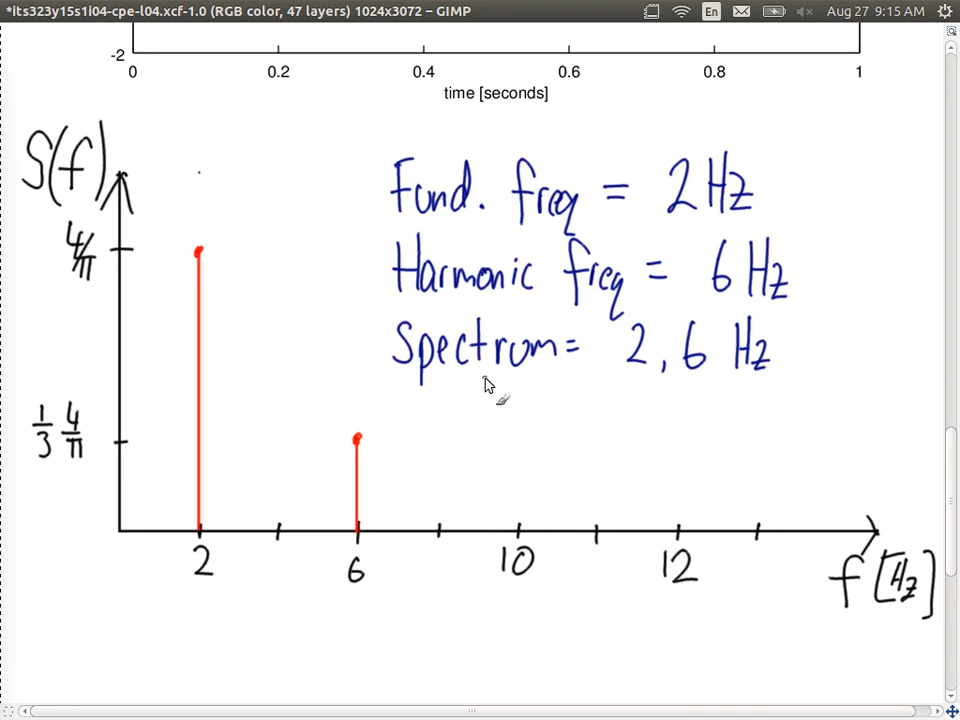 *its323y15s1i04-cpe-l04.xcf-1.0 (RGB color, 47 layers) 1024x3072 – GIMP
En
Aug 27 9:15 AM
-2
0 0.2 0.4 0.6 0.8 1
time [seconds]
S(f)
Fund. freq = 2 Hz
4/π
Harmonic freq = 6 Hz
Spectrum = 2, 6 Hz
1/3 4/π
2 6 10 12
f [Hz]